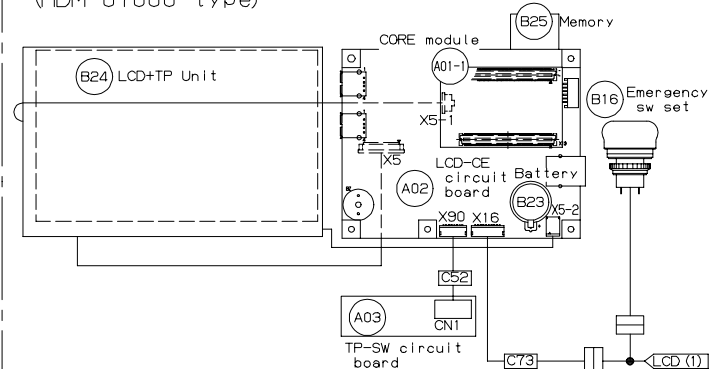 B25 Memory
CORE module
B24 LCD+TP Unit
A01-1
B16 Emergency
sw set
X5-1
X5
LCD-CE
circuit
board
A02
Battery
B23
X90
X16
X5-2
C52
A03
CN1
TP-SW circuit
board
C73
LCD (1)